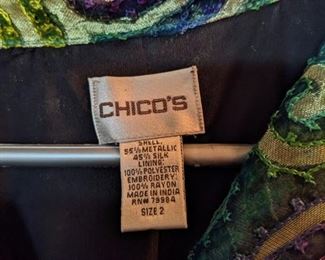 CHICO'S
SHELL:
55% METALLIC
45% SILK
LINING:
100% POLYESTER
EMBROIDERY:
100% RAYON
MADE IN INDIA
RN# 79984
SIZE 2